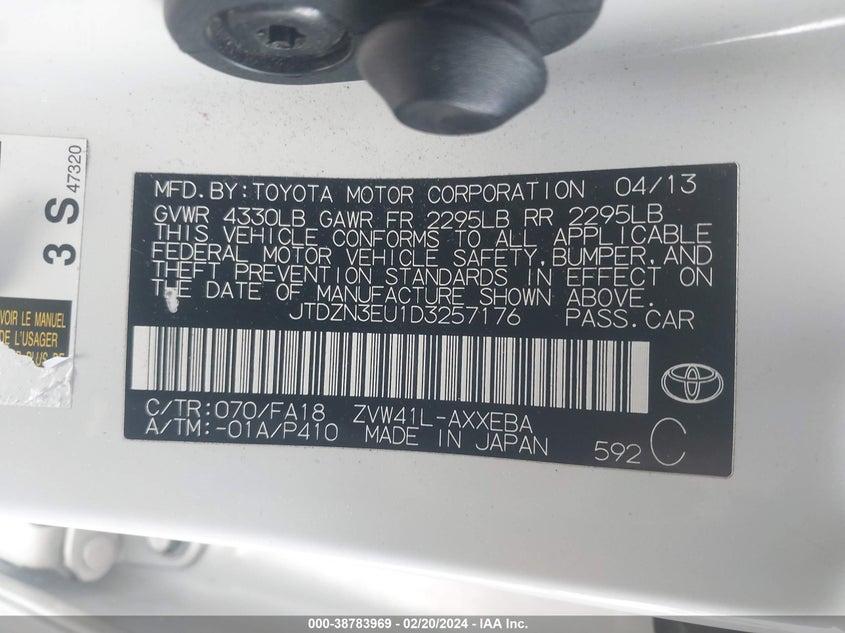 3 S 47320
VOIR LE MANUEL
DE L'USAGER
PLUS DE
MFD. BY: TOYOTA MOTOR CORPORATION 04/13
GVWR 4330LB GAWR FR 2295LB RR 2295LB
THIS VEHICLE CONFORMS TO ALL APPLICABLE
FEDERAL MOTOR VEHICLE SAFETY, BUMPER, AND
THEFT PREVENTION STANDARDS IN EFFECT ON
THE DATE OF MANUFACTURE SHOWN ABOVE.
JTDZN3EU1D3257176 PASS. CAR
C/TR: 070/FA18 ZVW41L-AXXEBA
A/TM: -01A/P410 MADE IN JAPAN
592 C
000-38783969 - 02/20/2024 - IAA Inc.